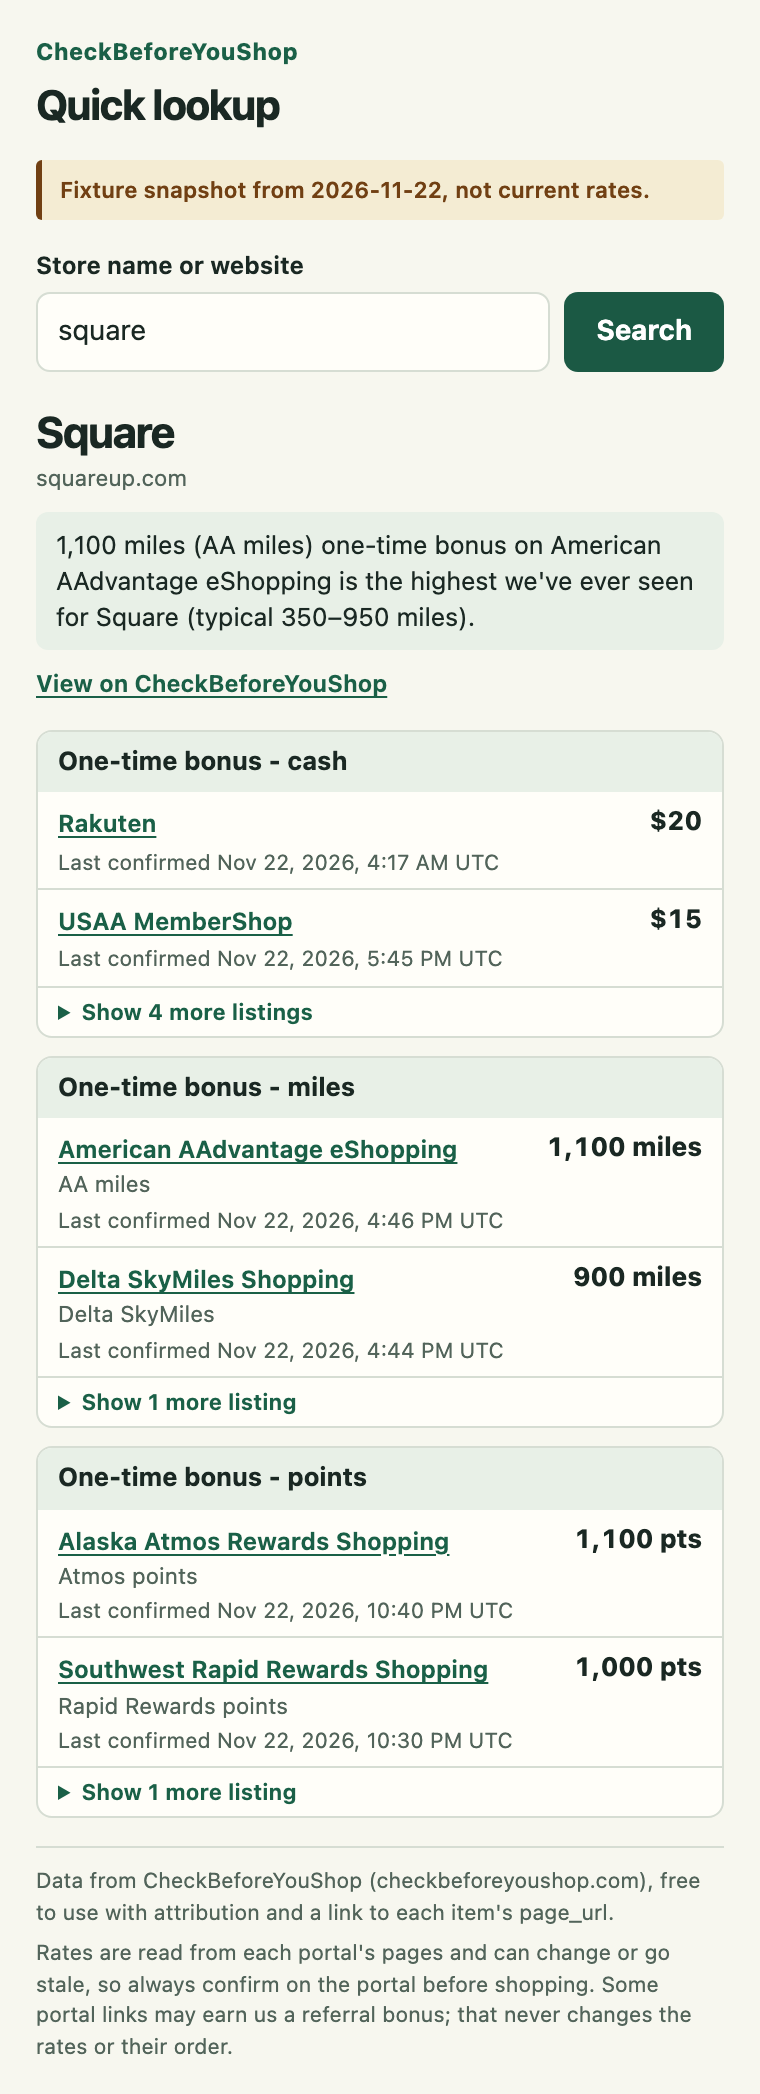 CheckBeforeYouShop
Quick lookup
Fixture snapshot from 2026-11-22, not current rates.
Store name or website
square
Search
Square
squareup.com
1,100 miles (AA miles) one-time bonus on American
AAdvantage eShopping is the highest we've ever seen
for Square (typical 350–950 miles).
View on CheckBeforeYouShop
One-time bonus - cash
Rakuten
$20
Last confirmed Nov 22, 2026, 4:17 AM UTC
USAA MemberShop
$15
Last confirmed Nov 22, 2026, 5:45 PM UTC
Show 4 more listings
One-time bonus - miles
American AAdvantage eShopping
1,100 miles
AA miles
Last confirmed Nov 22, 2026, 4:46 PM UTC
Delta SkyMiles Shopping
900 miles
Delta SkyMiles
Last confirmed Nov 22, 2026, 4:44 PM UTC
Show 1 more listing
One-time bonus - points
Alaska Atmos Rewards Shopping
1,100 pts
Atmos points
Last confirmed Nov 22, 2026, 10:40 PM UTC
Southwest Rapid Rewards Shopping
1,000 pts
Rapid Rewards points
Last confirmed Nov 22, 2026, 10:30 PM UTC
Show 1 more listing
Data from CheckBeforeYouShop (checkbeforeyoushop.com), free
to use with attribution and a link to each item's page_url.
Rates are read from each portal's pages and can change or go
stale, so always confirm on the portal before shopping. Some
portal links may earn us a referral bonus; that never changes the
rates or their order.